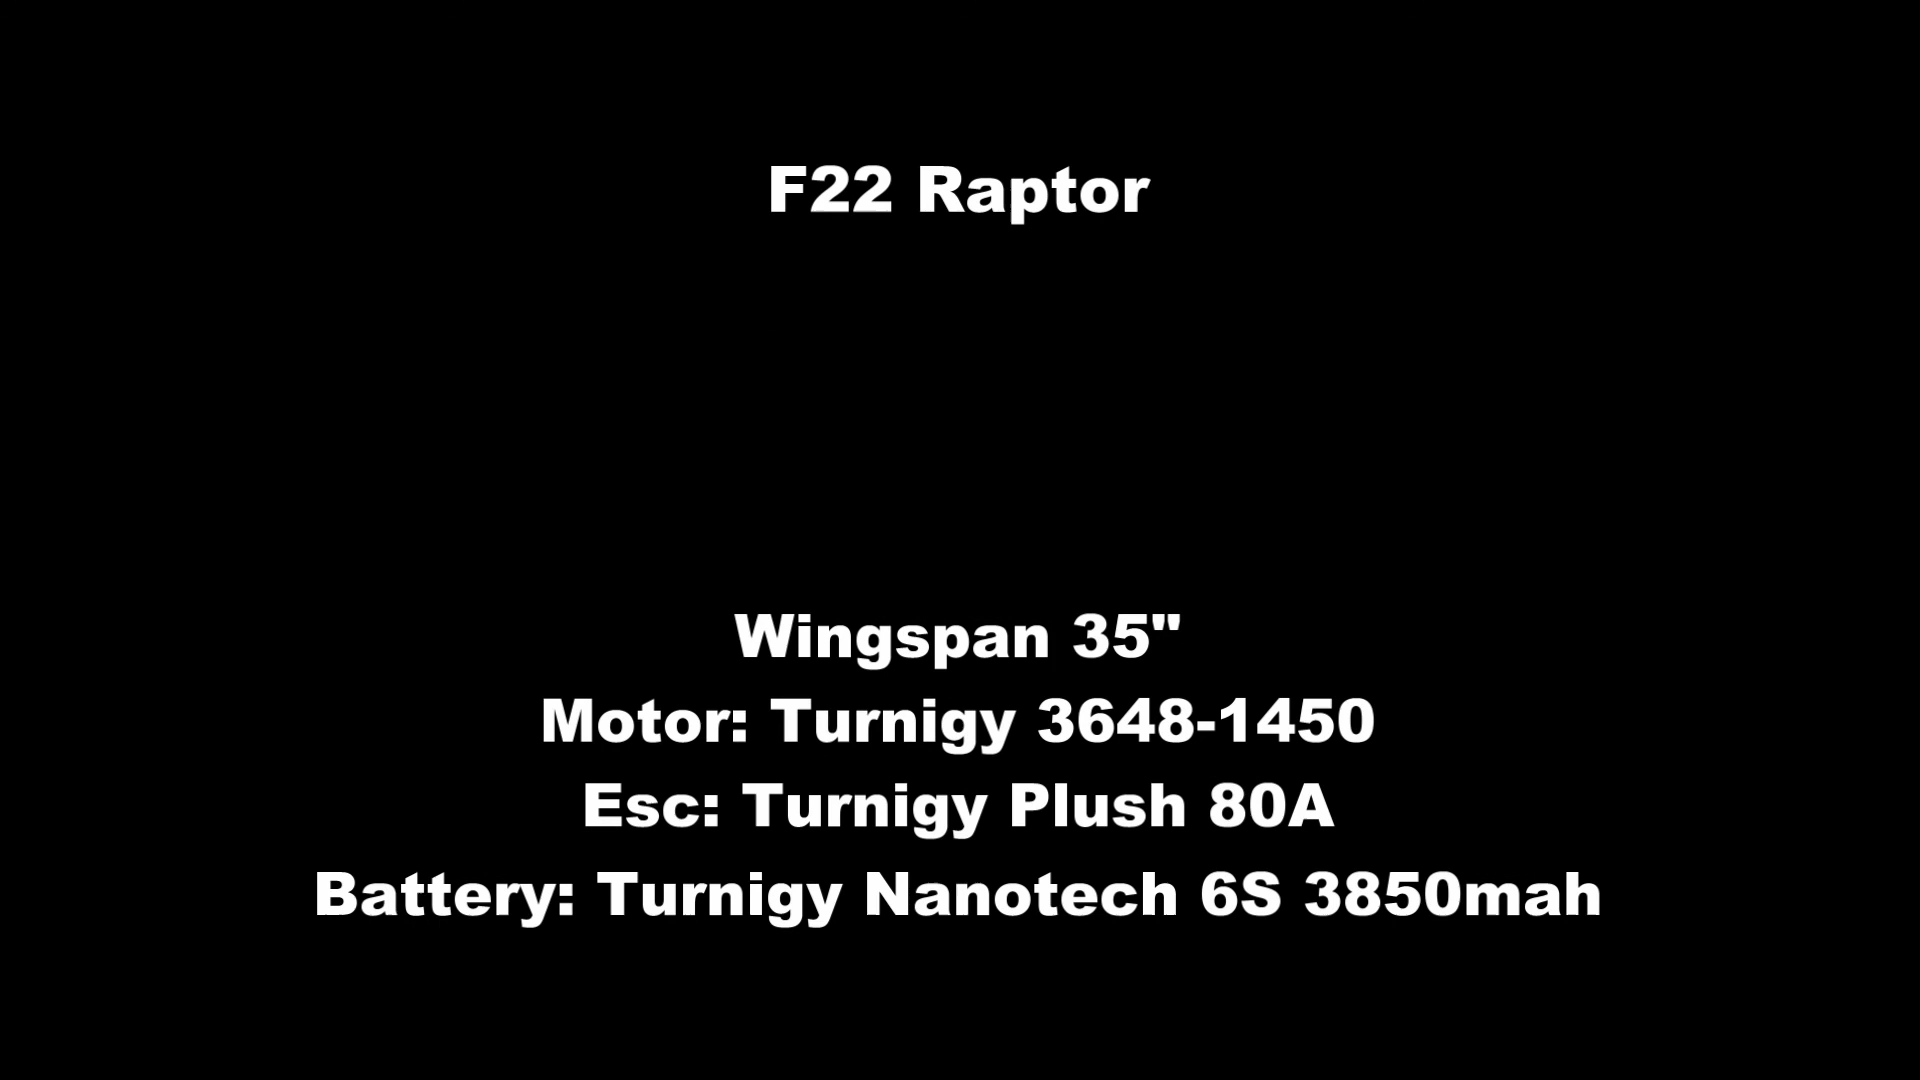 F22 Raptor
Wingspan 35"
Motor: Turnigy 3648-1450
Esc: Turnigy Plush 80A
Battery: Turnigy Nanotech 6S 3850mah